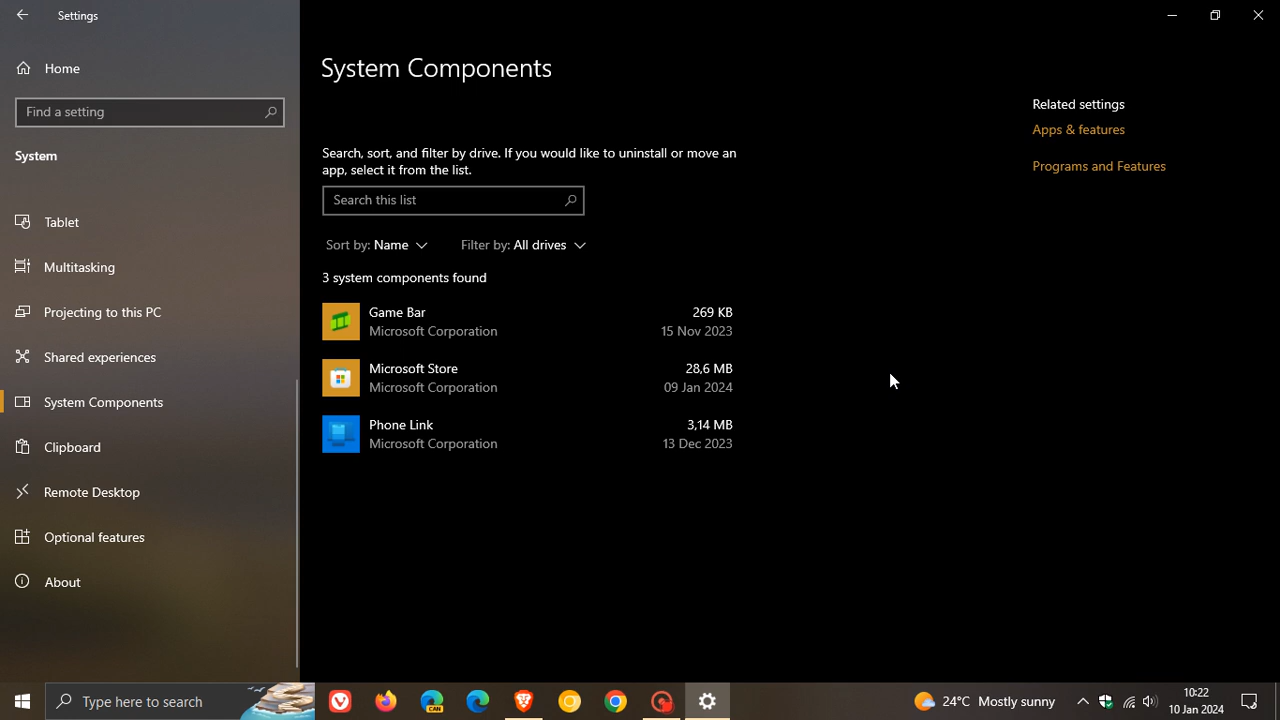 Settings
Home
Find a setting
System
Tablet
Multitasking
Projecting to this PC
Shared experiences
System Components
Clipboard
Remote Desktop
Optional features
About
System Components
Search, sort, and filter by drive. If you would like to uninstall or move an
app, select it from the list.
Search this list
Sort by: Name Filter by: All drives
3 system components found
Game Bar 269 KB
Microsoft Corporation 15 Nov 2023
Microsoft Store 28,6 MB
Microsoft Corporation 09 Jan 2024
Phone Link 3,14 MB
Microsoft Corporation 13 Dec 2023
Related settings
Apps & features
Programs and Features
Type here to search
CAN
24°C Mostly sunny
10:22
10 Jan 2024